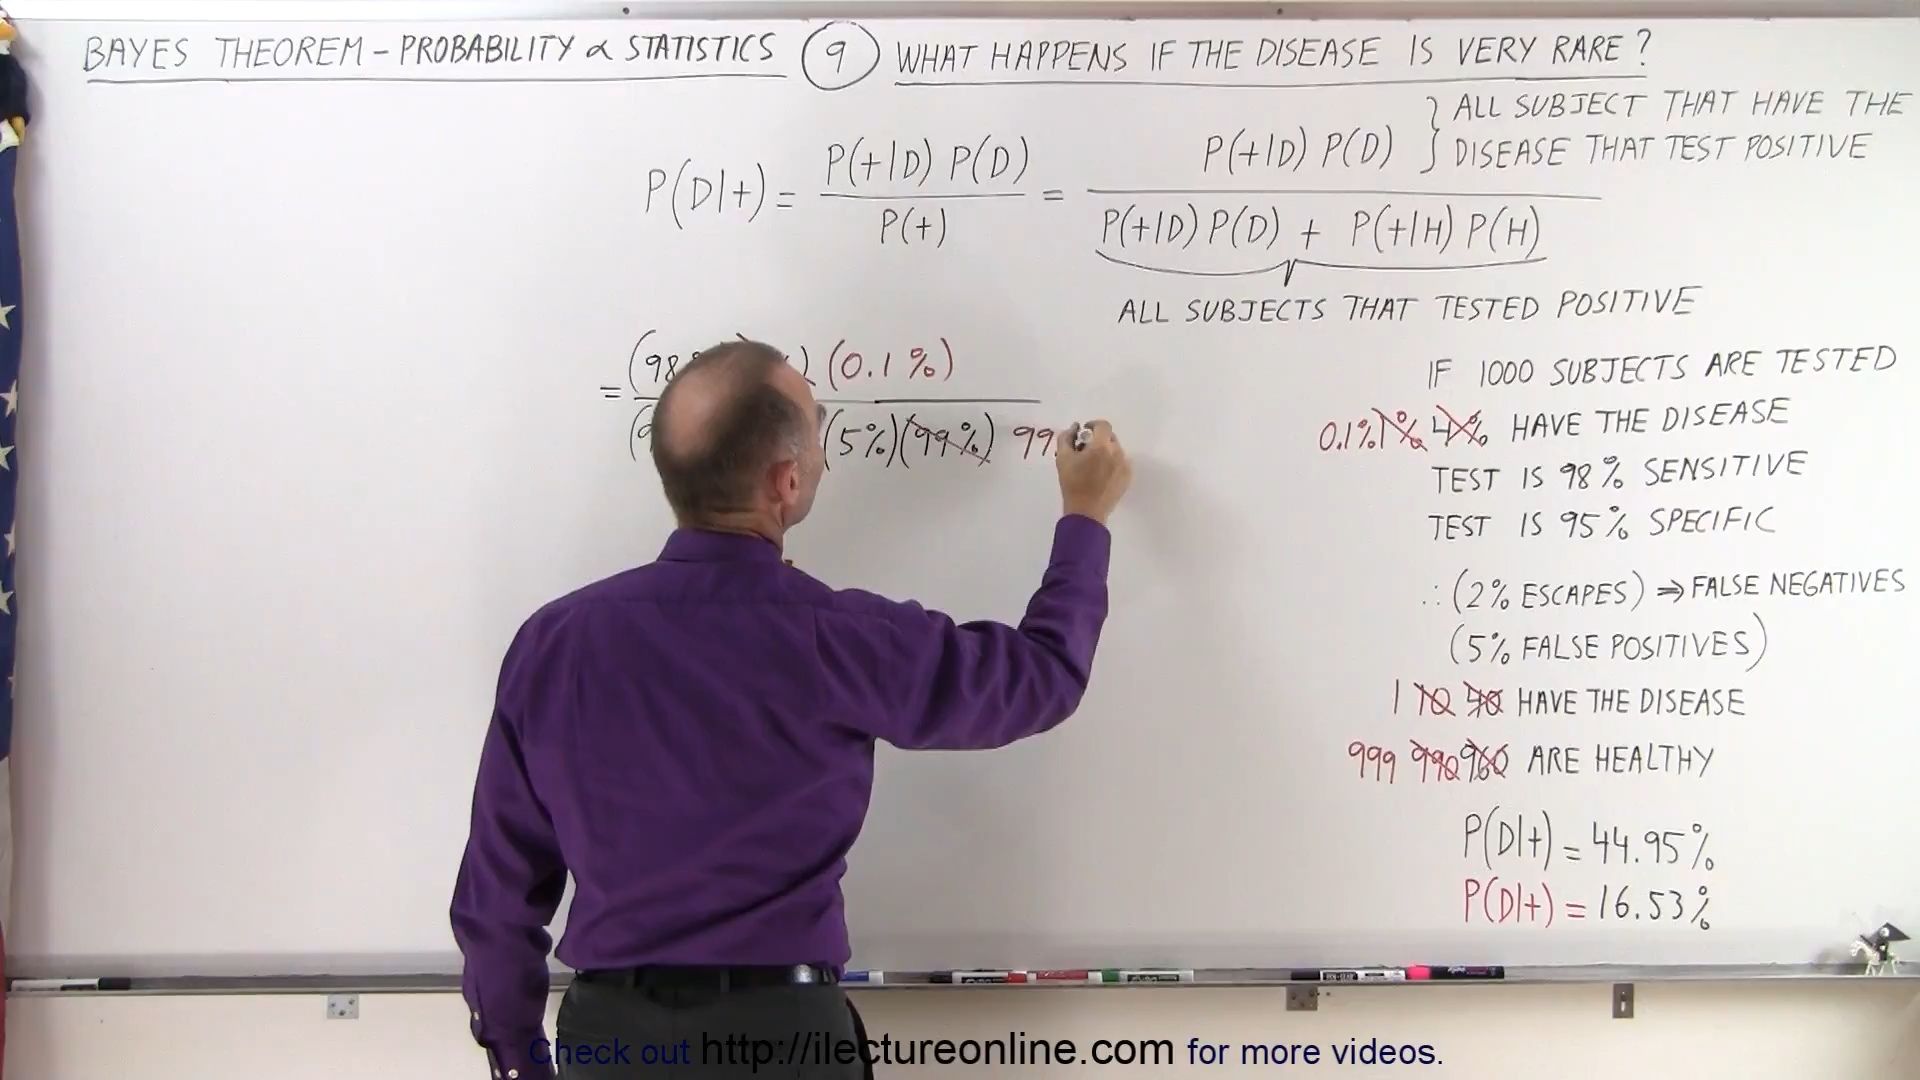 BAYES THEOREM - PROBABILITY & STATISTICS 9 WHAT HAPPENS IF THE DISEASE IS VERY RARE?
} ALL SUBJECT THAT HAVE THE
DISEASE THAT TEST POSITIVE
P(D|+) = P(+|D) P(D) / P(+) = P(+|D) P(D) / P(+|D) P(D) + P(+|H) P(H)
ALL SUBJECTS THAT TESTED POSITIVE
= (98 (0.1%)
(5%)(99%) 99.
IF 1000 SUBJECTS ARE TESTED
0.1% 1% 4% HAVE THE DISEASE
TEST IS 98% SENSITIVE
TEST IS 95% SPECIFIC
∴ (2% ESCAPES) ⇒ FALSE NEGATIVES
(5% FALSE POSITIVES)
1 10 40 HAVE THE DISEASE
999 990 960 ARE HEALTHY
P(D|+) = 44.95%
P(D|+) = 16.53%
Check out http://ilectureonline.com for more videos.